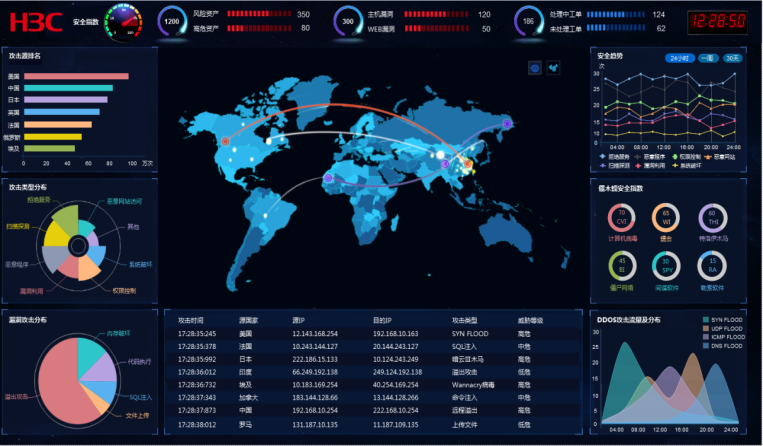 H3C
安全指数
1200
风险资产
350
高危资产
80
300
主机漏洞
120
WEB漏洞
50
186
处理中工单
124
未处理工单
62
12:28:50
攻击源排名
美国
中国
日本
英国
法国
俄罗斯
埃及
0 20 40 60 80 100 万次
攻击类型分布
拒绝服务
恶意网站访问
扫描探测
其他
恶意程序
系统破坏
漏洞利用
权限控制
漏洞攻击分布
内存破坏
代码执行
SQL注入
文件上传
溢出攻击
攻击时间 源国家 源IP 目的IP 攻击类型 威胁等级
17:28:35:245 美国 12.143.168.254 192.168.10.163 SYN FLOOD 高危
17:28:35:378 法国 10.243.144.127 20.144.243.127 SQL注入 中危
17:28:35:992 日本 222.186.15.133 10.124.243.249 暗云豆木马 高危
17:28:36:012 印度 66.249.192.138 249.124.192.138 溢出攻击 低危
17:28:36:732 埃及 10.183.169.254 40.254.169.254 Wannacry病毒 高危
17:28:37:343 加拿大 183.144.28.66 13.144.128.266 命令注入 中危
17:28:37:873 中国 192.168.10.254 222.168.10.254 远程溢出 高危
17:28:38:012 罗马 131.187.10.135 11.187.109.135 上传文件 低危
安全趋势
24小时 一周 30天
次
30
25
20
15
10
0
04:00 08:00 12:00 16:00 20:00 24:00
拒绝服务 恶意程序 权限控制 恶意网站
扫描探测 漏洞利用 系统破坏
僵木蠕安全指数
70
CVI
计算机病毒
65
WI
蠕虫
60
THI
特洛伊木马
45
BI
僵尸网络
30
SPY
间谍软件
15
RA
勒索软件
DDOS攻击流量及分布
30
25
20
15
10
5
0
SYN FLOOD
UDP FLOOD
ICMP FLOOD
DNS FLOOD
04:00 08:00 12:00 16:00 20:00 24:00